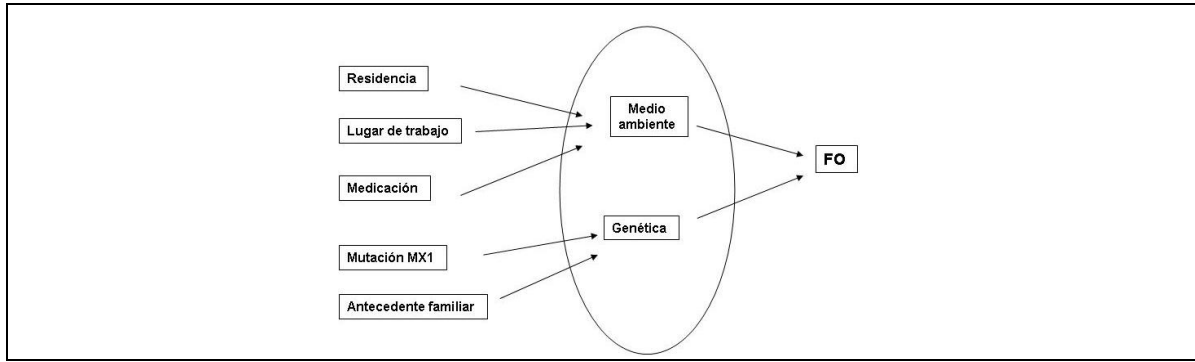 Residencia
Lugar de trabajo
Medicación
Mutación MX1
Antecedente familiar
Medio
ambiente
Genética
FO